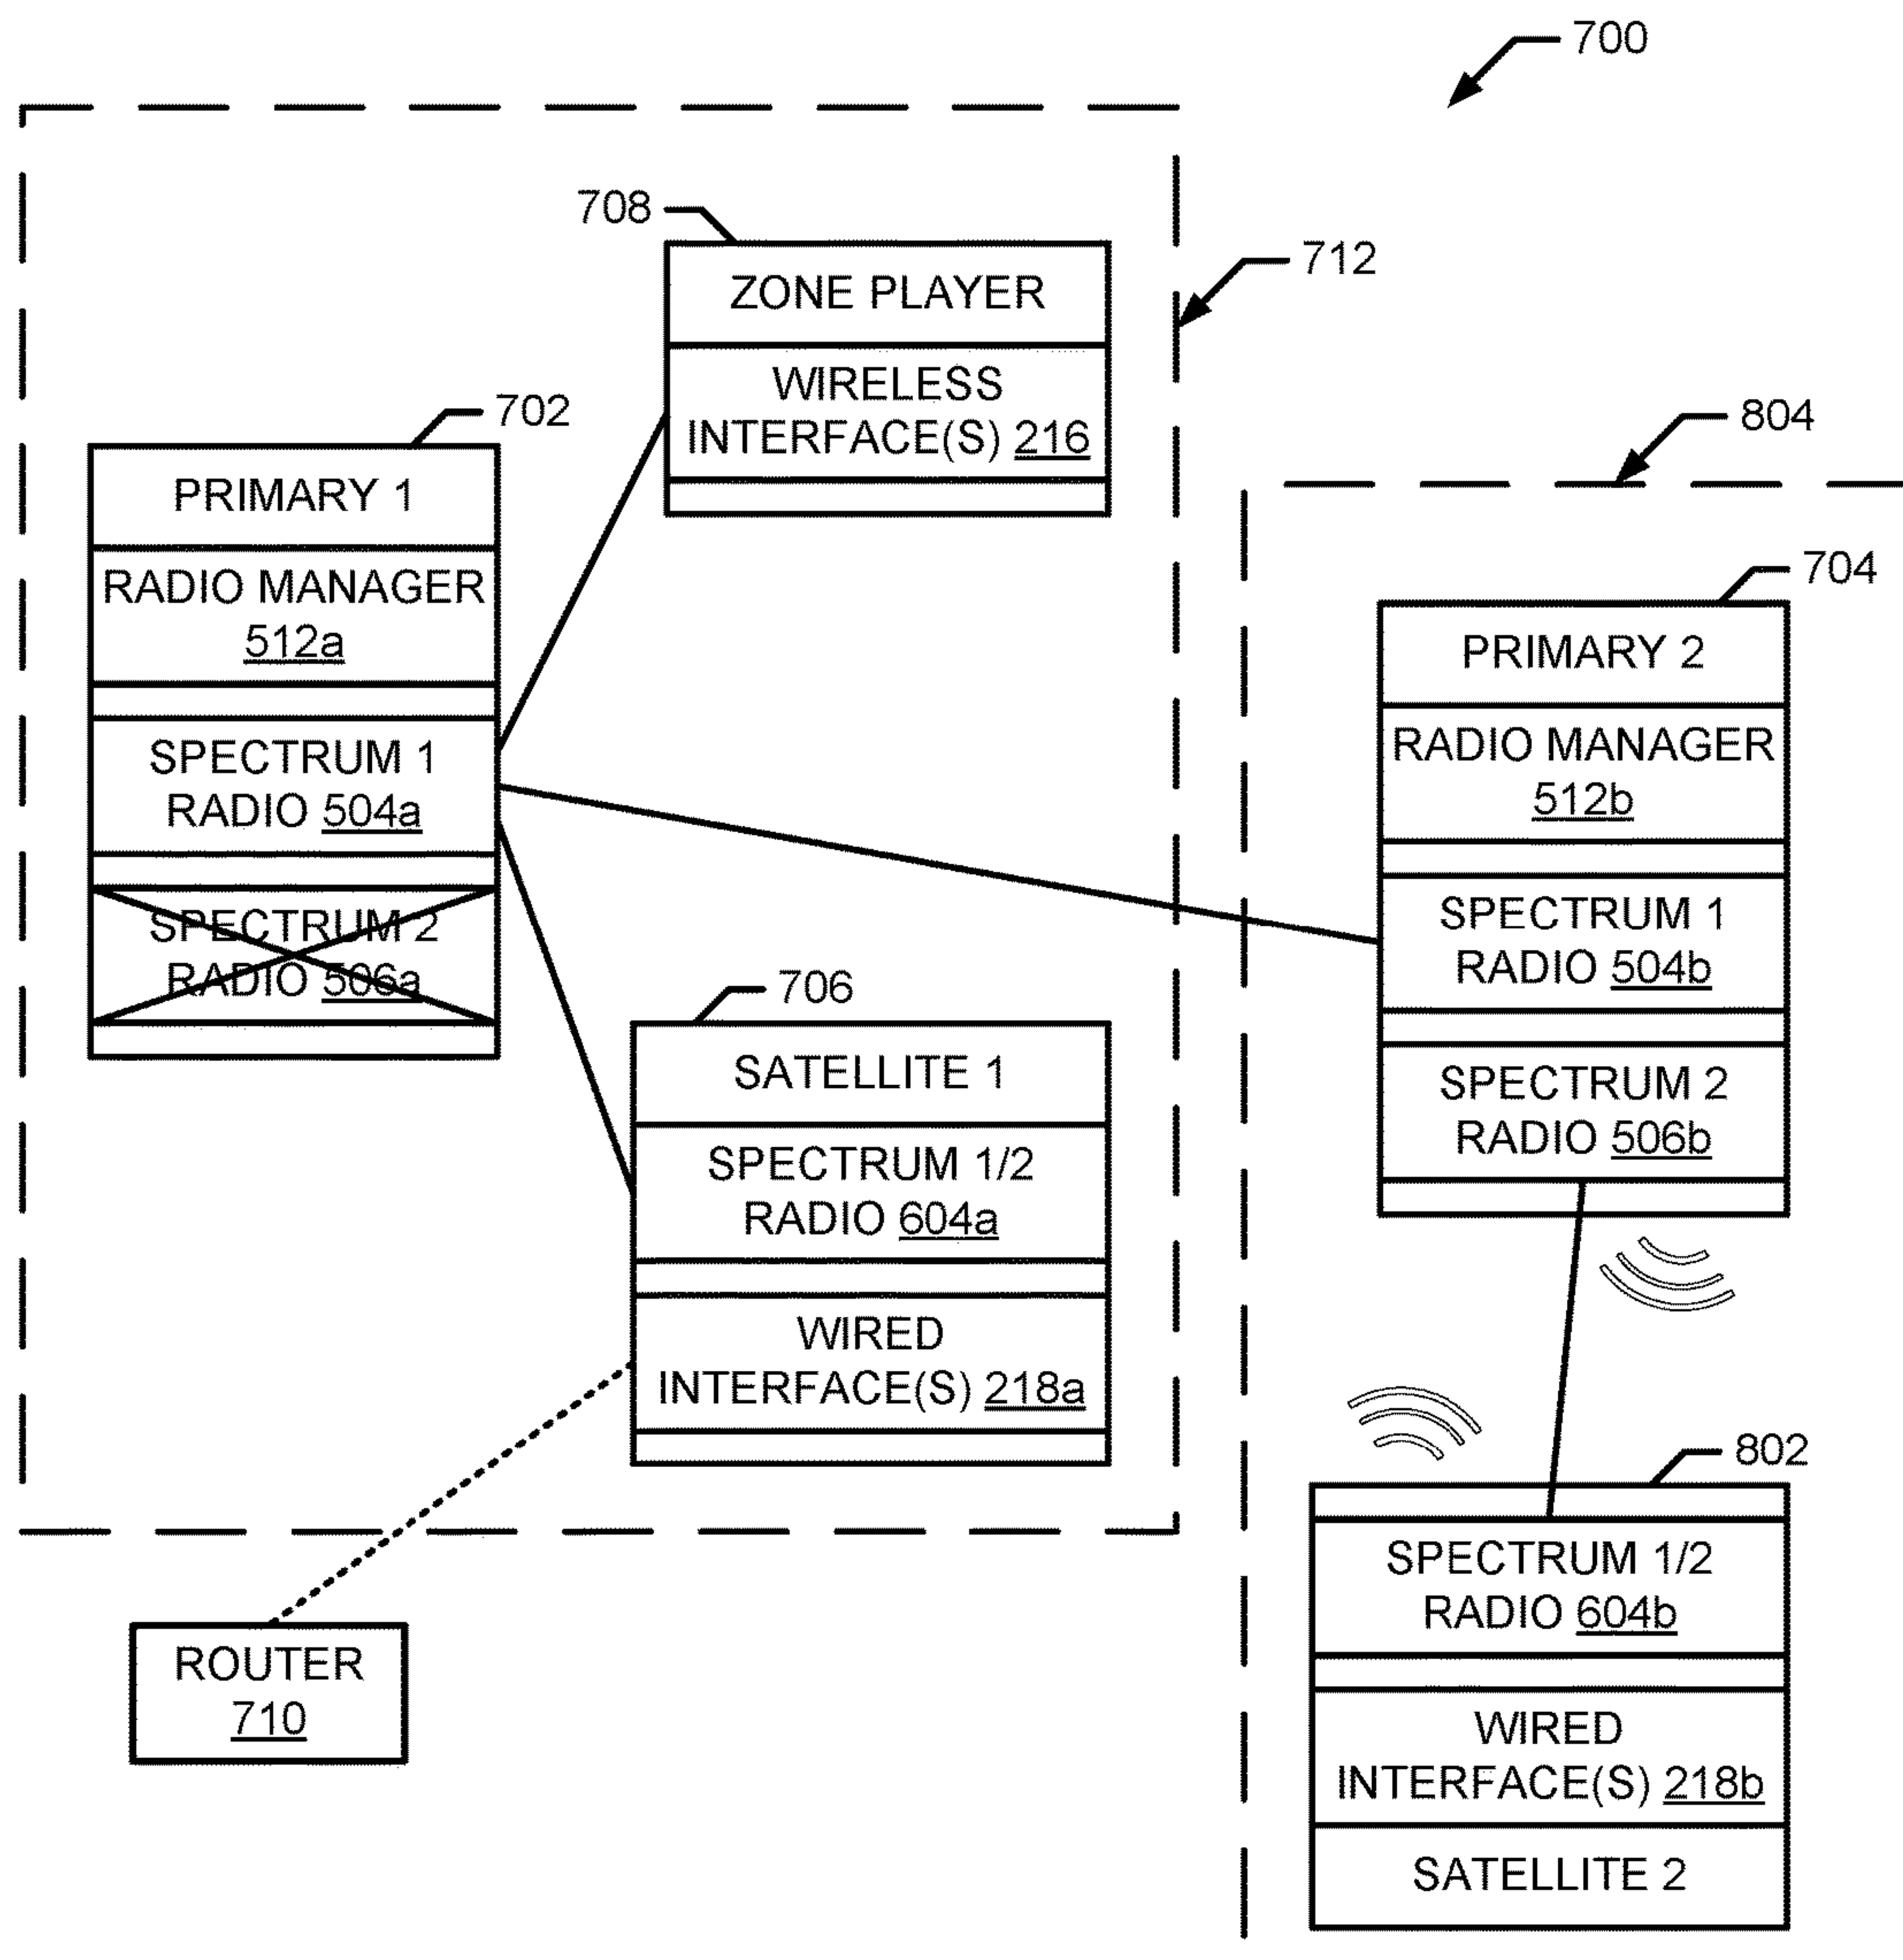 700
708
712
ZONE PLAYER
WIRELESS
INTERFACE(S) 216
702
PRIMARY 1
RADIO MANAGER
512a
SPECTRUM 1
RADIO 504a
SPECTRUM 2
RADIO 506a
706
SATELLITE 1
SPECTRUM 1/2
RADIO 604a
WIRED
INTERFACE(S) 218a
ROUTER
710
804
704
PRIMARY 2
RADIO MANAGER
512b
SPECTRUM 1
RADIO 504b
SPECTRUM 2
RADIO 506b
802
SPECTRUM 1/2
RADIO 604b
WIRED
INTERFACE(S) 218b
SATELLITE 2